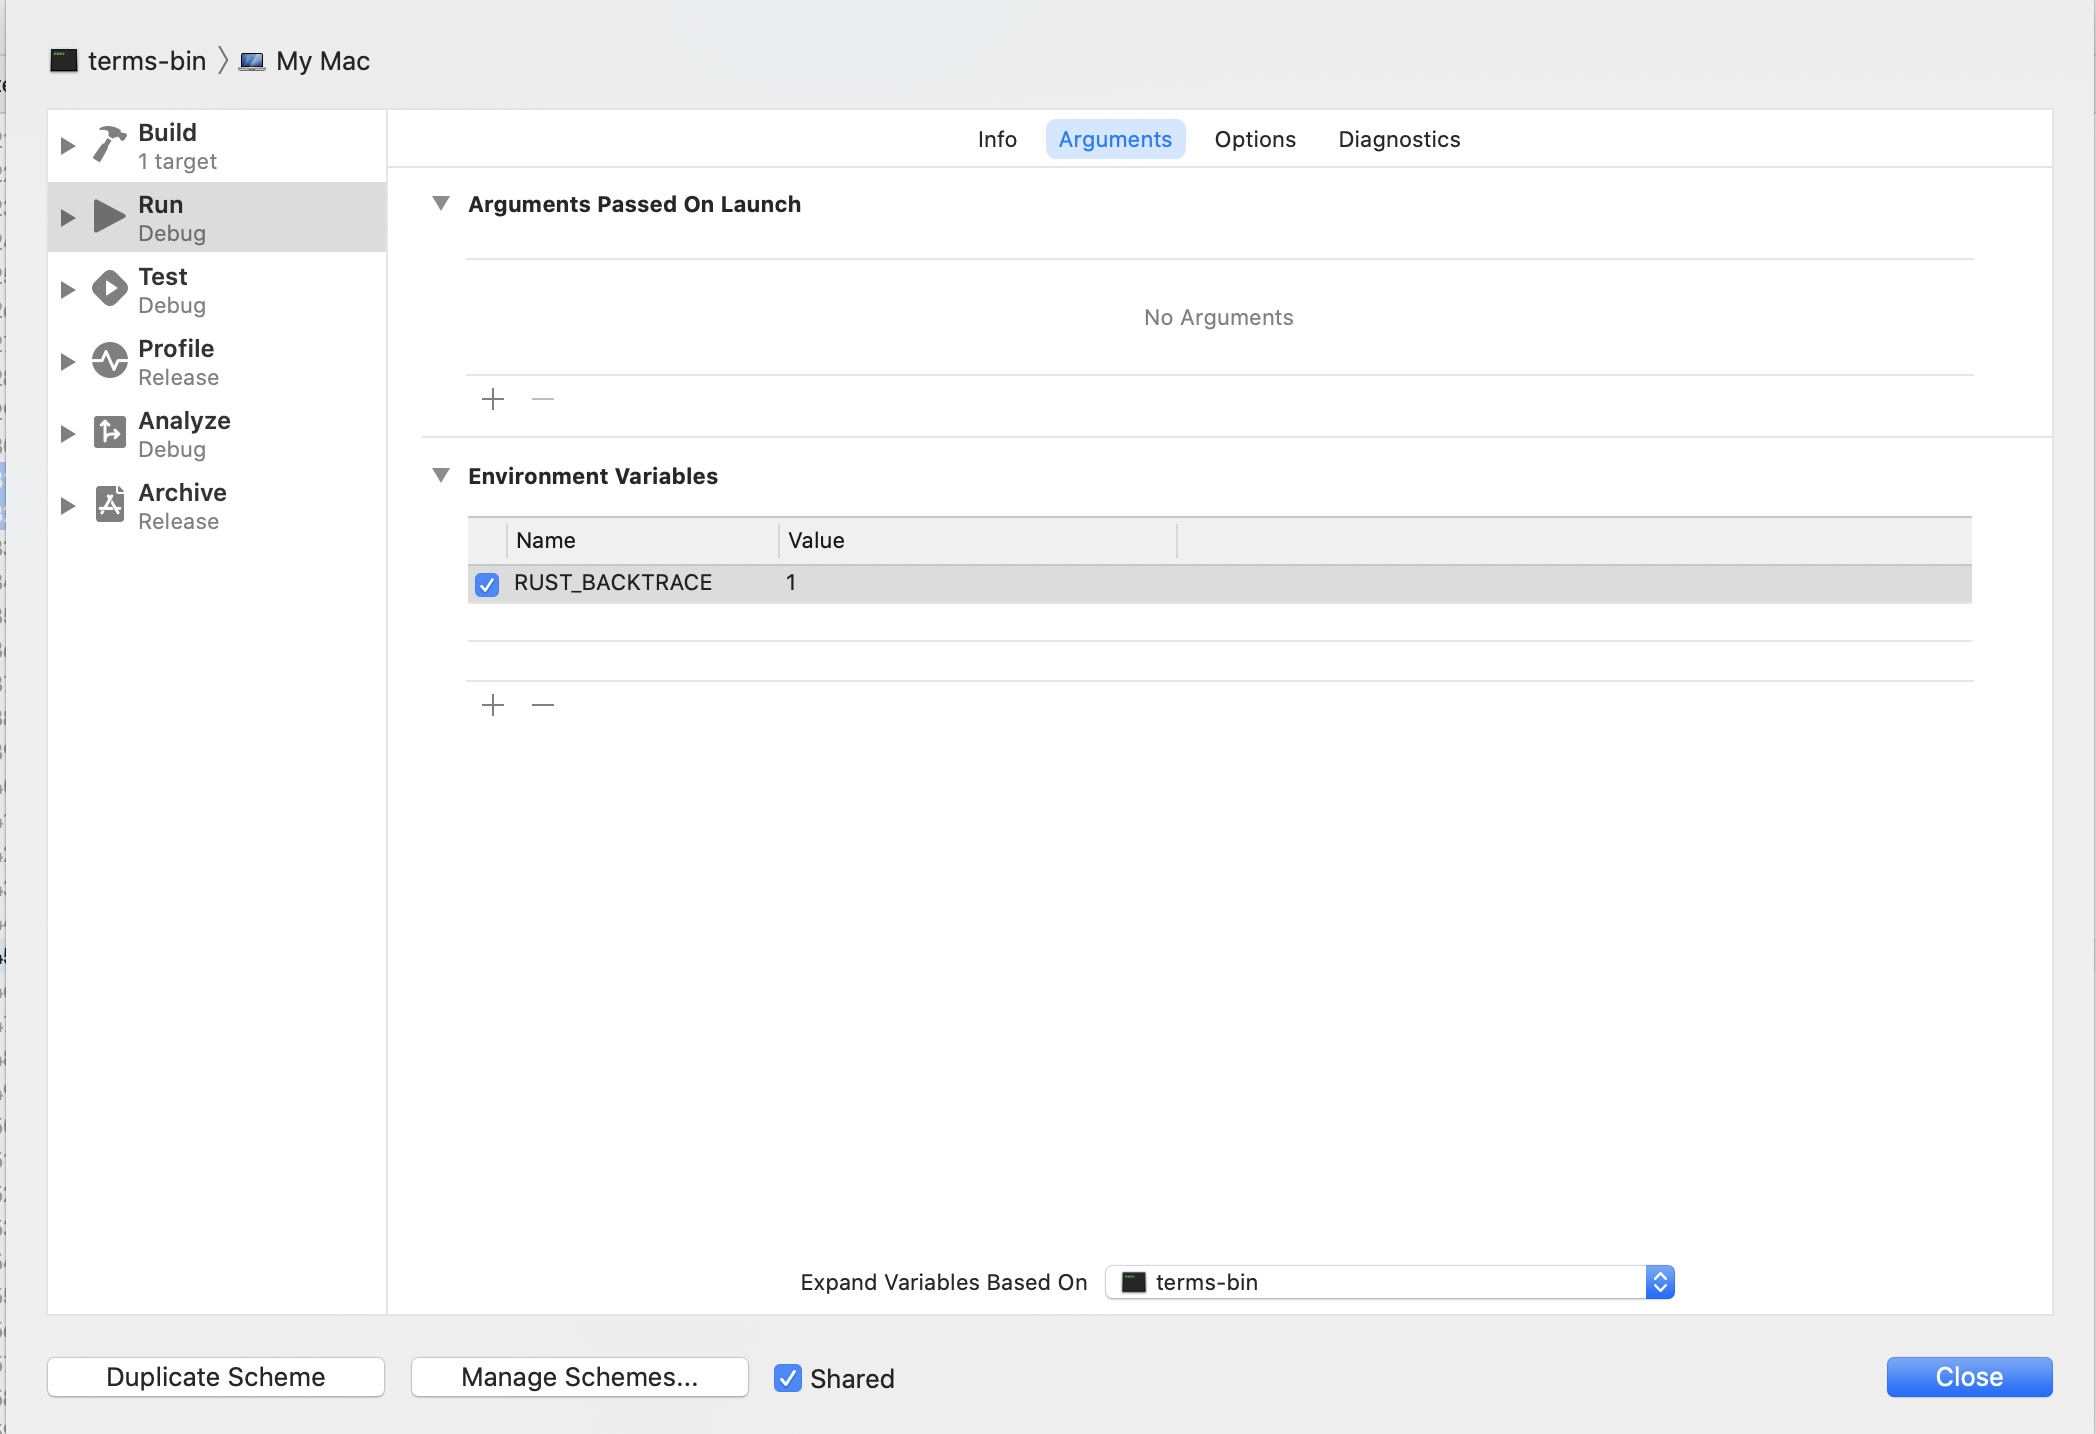 terms-bin 〉 My Mac
Build
1 target
Run
Debug
Test
Debug
Profile
Release
Analyze
Debug
Archive
Release
Info Arguments Options Diagnostics
Arguments Passed On Launch
No Arguments
Environment Variables
Name Value
RUST_BACKTRACE 1
Expand Variables Based On terms-bin
Duplicate Scheme Manage Schemes... Shared Close